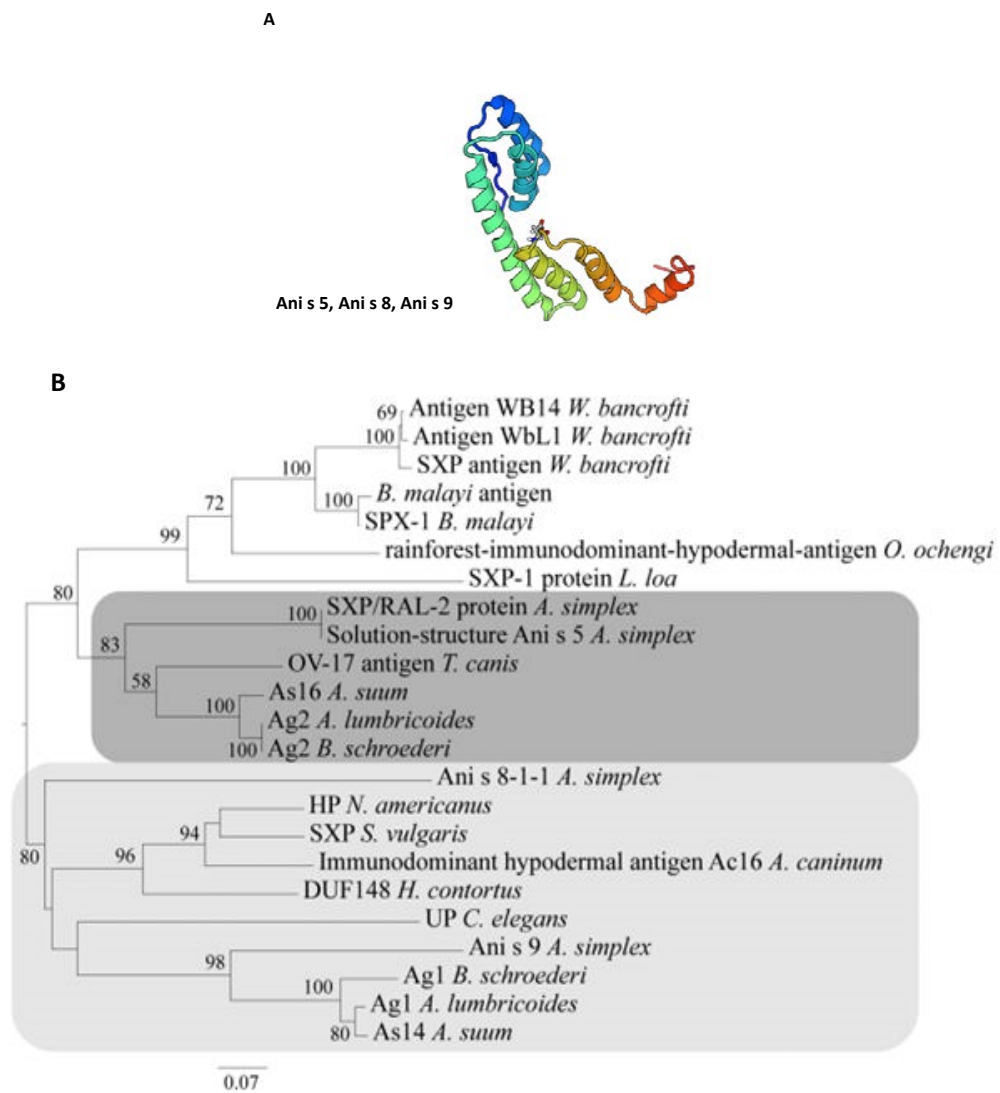 A
Ani s 5, Ani s 8, Ani s 9
B
69 Antigen WB14 W. bancrofti
100 Antigen WbL1 W. bancrofti
SXP antigen W. bancrofti
100
100 B. malayi antigen
72
SPX-1 B. malayi
99
rainforest-immunodominant-hypodermal-antigen O. ochengi
SXP-1 protein L. loa
80
100 SXP/RAL-2 protein A. simplex
Solution-structure Ani s 5 A. simplex
83
OV-17 antigen T. canis
58
As16 A. suum
100
Ag2 A. lumbricoides
100 Ag2 B. schroederi
Ani s 8-1-1 A. simplex
HP N. americanus
94 SXP S. vulgaris
80
96
Immunodominant hypodermal antigen Ac16 A. caninum
DUF148 H. contortus
UP C. elegans
Ani s 9 A. simplex
98
Ag1 B. schroederi
100
Ag1 A. lumbricoides
80 As14 A. suum
0.07